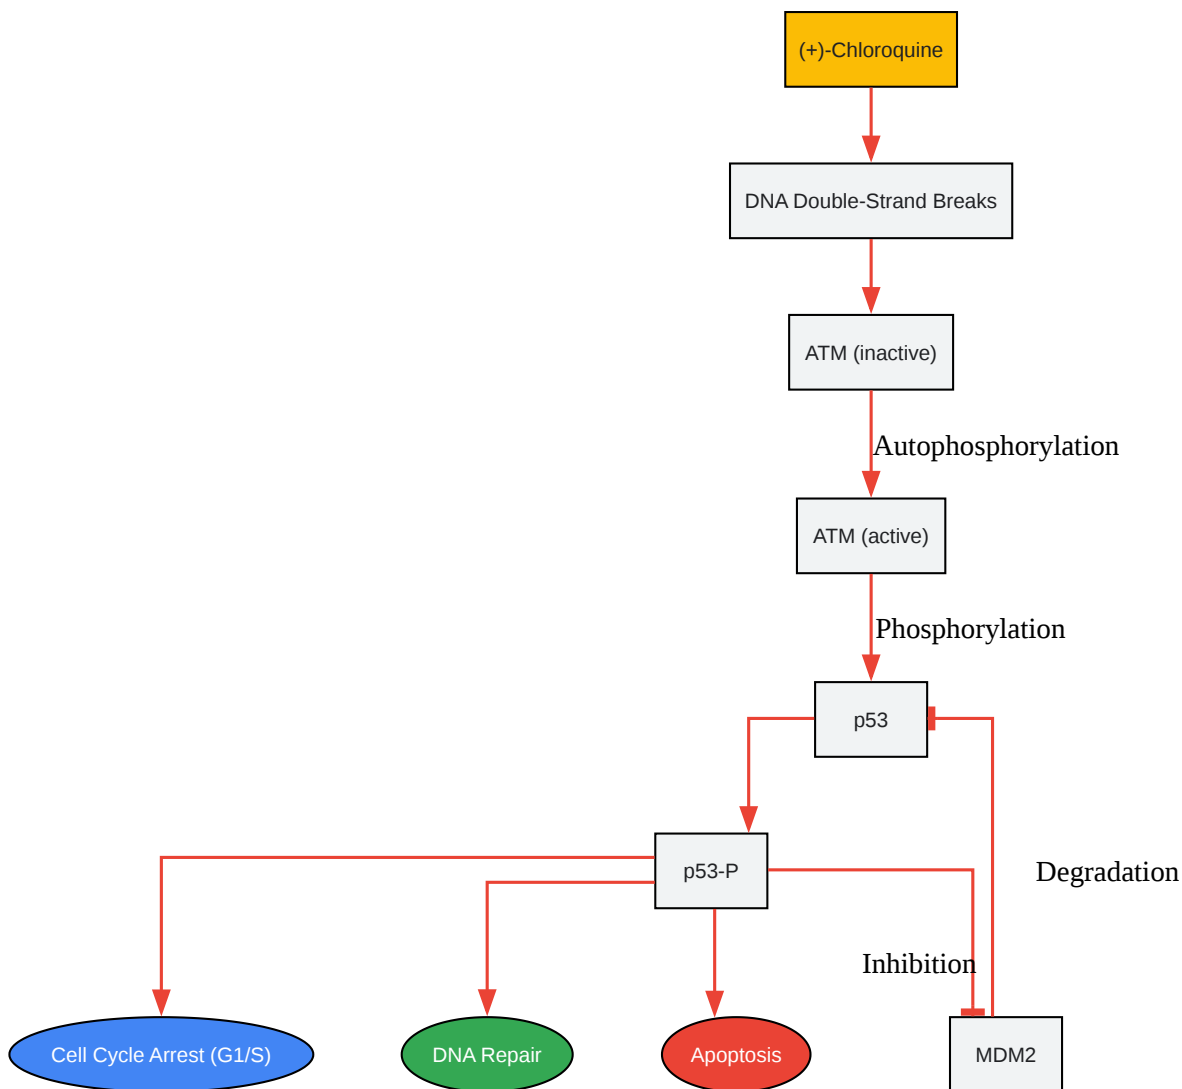 (+)-Chloroquine
DNA Double-Strand Breaks
ATM (inactive)
Autophosphorylation
ATM (active)
Phosphorylation
p53
p53-P
Degradation
Inhibition
Cell Cycle Arrest (G1/S)
DNA Repair
Apoptosis
MDM2